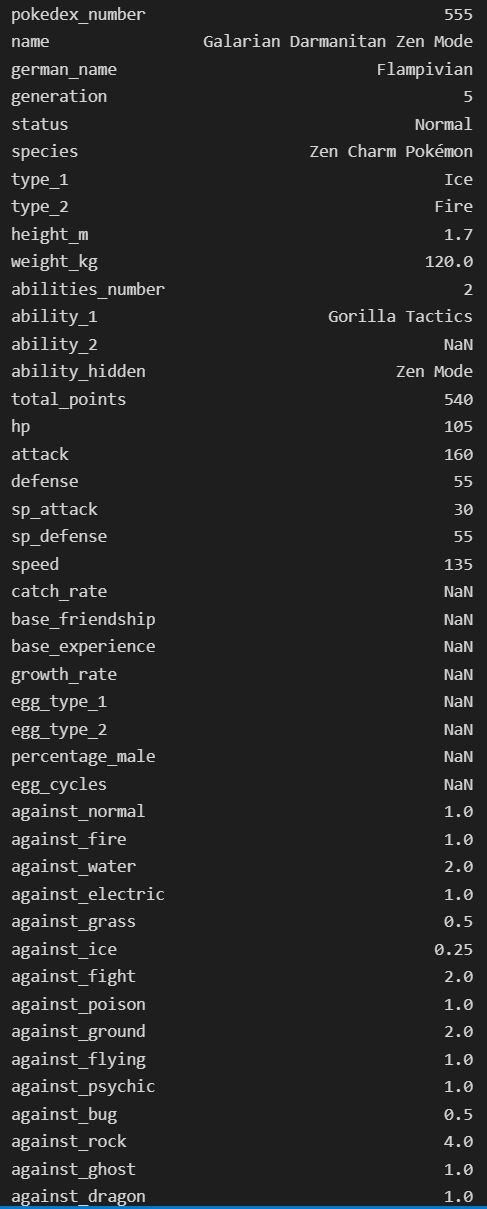 pokedex_number 555
name Galarian Darmanitan Zen Mode
german_name Flampivian
generation 5
status Normal
species Zen Charm Pokémon
type_1 Ice
type_2 Fire
height_m 1.7
weight_kg 120.0
abilities_number 2
ability_1 Gorilla Tactics
ability_2 NaN
ability_hidden Zen Mode
total_points 540
hp 105
attack 160
defense 55
sp_attack 30
sp_defense 55
speed 135
catch_rate NaN
base_friendship NaN
base_experience NaN
growth_rate NaN
egg_type_1 NaN
egg_type_2 NaN
percentage_male NaN
egg_cycles NaN
against_normal 1.0
against_fire 1.0
against_water 2.0
against_electric 1.0
against_grass 0.5
against_ice 0.25
against_fight 2.0
against_poison 1.0
against_ground 2.0
against_flying 1.0
against_psychic 1.0
against_bug 0.5
against_rock 4.0
against_ghost 1.0
against_dragon 1.0